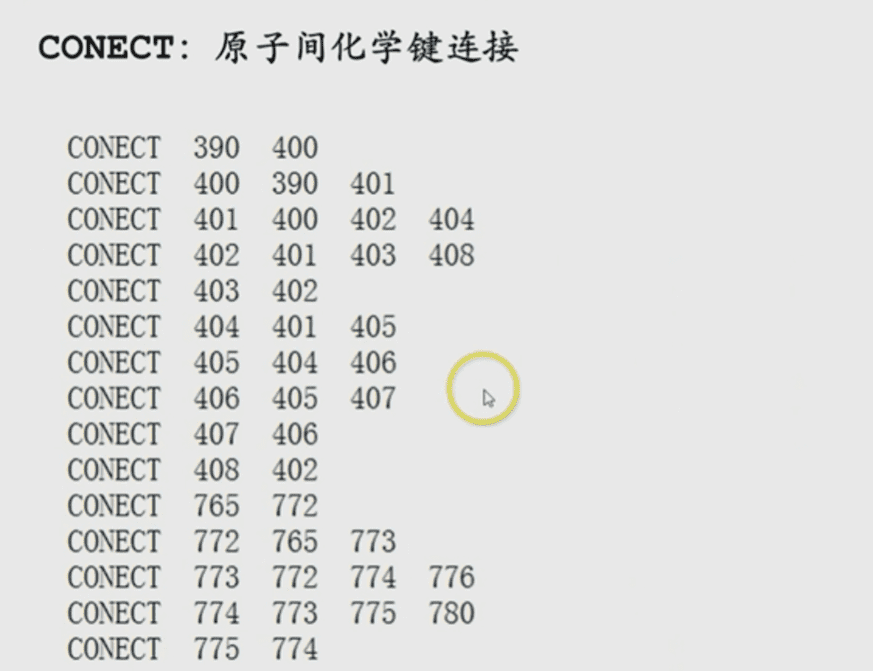 CONECT: 原子间化学键连接
CONECT 390 400
CONECT 400 390 401
CONECT 401 400 402 404
CONECT 402 401 403 408
CONECT 403 402
CONECT 404 401 405
CONECT 405 404 406
CONECT 406 405 407
CONECT 407 406
CONECT 408 402
CONECT 765 772
CONECT 772 765 773
CONECT 773 772 774 776
CONECT 774 773 775 780
CONECT 775 774